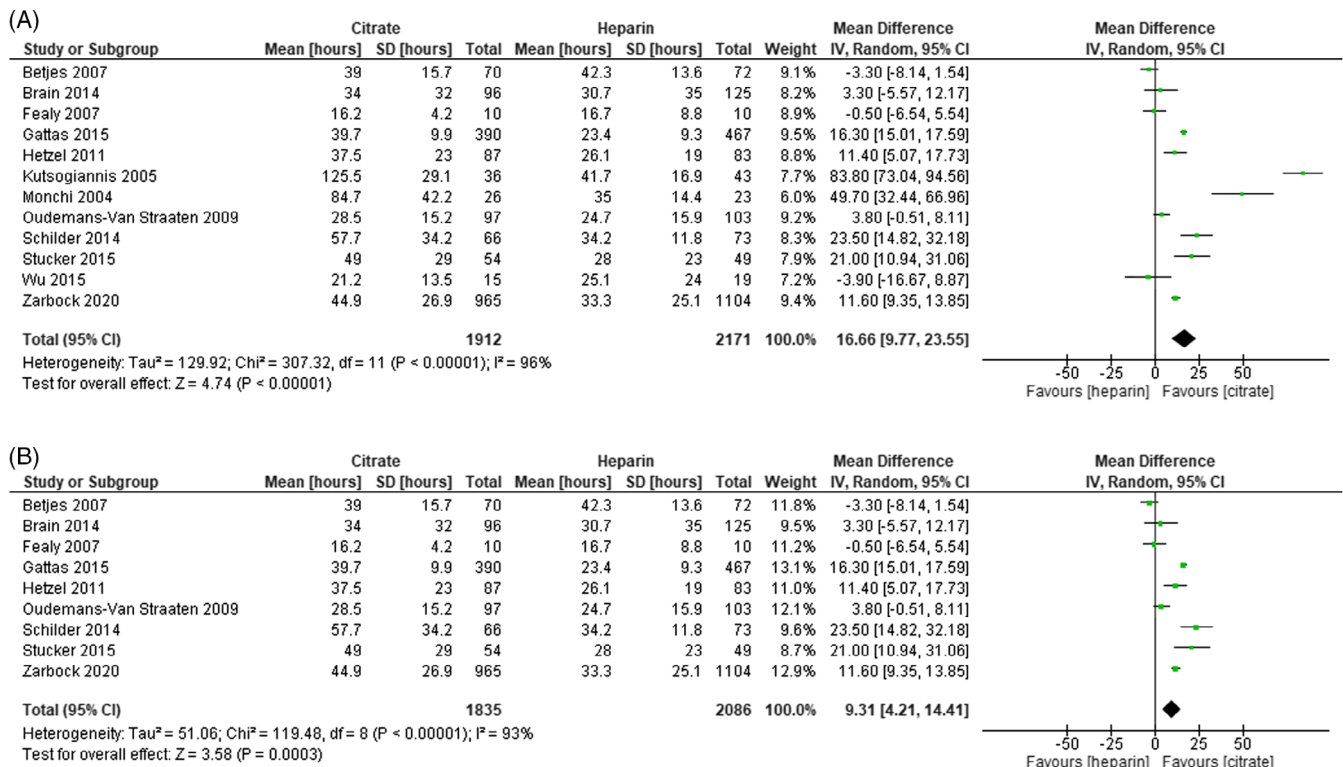 (A)
Citrate Heparin Mean Difference Mean Difference
Study or Subgroup Mean [hours] SD [hours] Total Mean [hours] SD [hours] Total Weight IV, Random, 95% CI IV, Random, 95% CI
Betjes 2007 39 15.7 70 42.3 13.6 72 9.1% -3.30 [-8.14, 1.54]
Brain 2014 34 32 96 30.7 35 125 8.2% 3.30 [-5.57, 12.17]
Fealy 2007 16.2 4.2 10 16.7 8.8 10 8.9% -0.50 [-6.54, 5.54]
Gattas 2015 39.7 9.9 390 23.4 9.3 467 9.5% 16.30 [15.01, 17.59]
Hetzel 2011 37.5 23 87 26.1 19 83 8.8% 11.40 [5.07, 17.73]
Kutsogiannis 2005 125.5 29.1 36 41.7 16.9 43 7.9% 83.80 [73.04, 94.56]
Monchi 2004 84.7 42.2 26 35 14.4 23 6.0% 49.70 [32.44, 66.96]
Oudemans-Van Straaten 2009 28.5 15.2 97 24.7 15.9 103 9.2% 3.80 [-0.51, 8.11]
Schilder 2014 57.7 34.2 66 34.2 11.8 73 8.3% 23.50 [14.82, 32.18]
Stucker 2015 49 29 54 28 23 49 7.9% 21.00 [10.94, 31.06]
Wu 2015 21.2 13.5 15 25.1 24 19 7.2% -3.90 [-16.67, 8.87]
Zarbock 2020 44.9 26.9 965 33.3 25.1 1104 9.4% 11.60 [9.35, 13.85]
Total (95% CI) 1912 2171 100.0% 16.66 [9.77, 23.55]
Heterogeneity: Tau² = 129.92; Chi² = 307.32, df = 11 (P < 0.00001); I² = 96%
Test for overall effect: Z = 4.74 (P < 0.00001)
-50 -25 0 25 50
Favours [heparin] Favours [citrate]
(B)
Citrate Heparin Mean Difference Mean Difference
Study or Subgroup Mean [hours] SD [hours] Total Mean [hours] SD [hours] Total Weight IV, Random, 95% CI IV, Random, 95% CI
Betjes 2007 39 15.7 70 42.3 13.6 72 11.8% -3.30 [-8.14, 1.54]
Brain 2014 34 32 96 30.7 35 125 9.5% 3.30 [-5.57, 12.17]
Fealy 2007 16.2 4.2 10 16.7 8.8 10 11.2% -0.50 [-6.54, 5.54]
Gattas 2015 39.7 9.9 390 23.4 9.3 467 13.1% 16.30 [15.01, 17.59]
Hetzel 2011 37.5 23 87 26.1 19 83 11.0% 11.40 [5.07, 17.73]
Oudemans-Van Straaten 2009 28.5 15.2 97 24.7 15.9 103 12.1% 3.80 [-0.51, 8.11]
Schilder 2014 57.7 34.2 66 34.2 11.8 73 9.6% 23.50 [14.82, 32.18]
Stucker 2015 49 29 54 28 23 49 8.7% 21.00 [10.94, 31.06]
Zarbock 2020 44.9 26.9 965 33.3 25.1 1104 12.9% 11.60 [9.35, 13.85]
Total (95% CI) 1835 2086 100.0% 9.31 [4.21, 14.41]
Heterogeneity: Tau² = 51.06; Chi² = 119.48, df = 8 (P < 0.00001); I² = 93%
Test for overall effect: Z = 3.58 (P = 0.0003)
-50 -25 0 25 50
Favours [heparin] Favours [citrate]